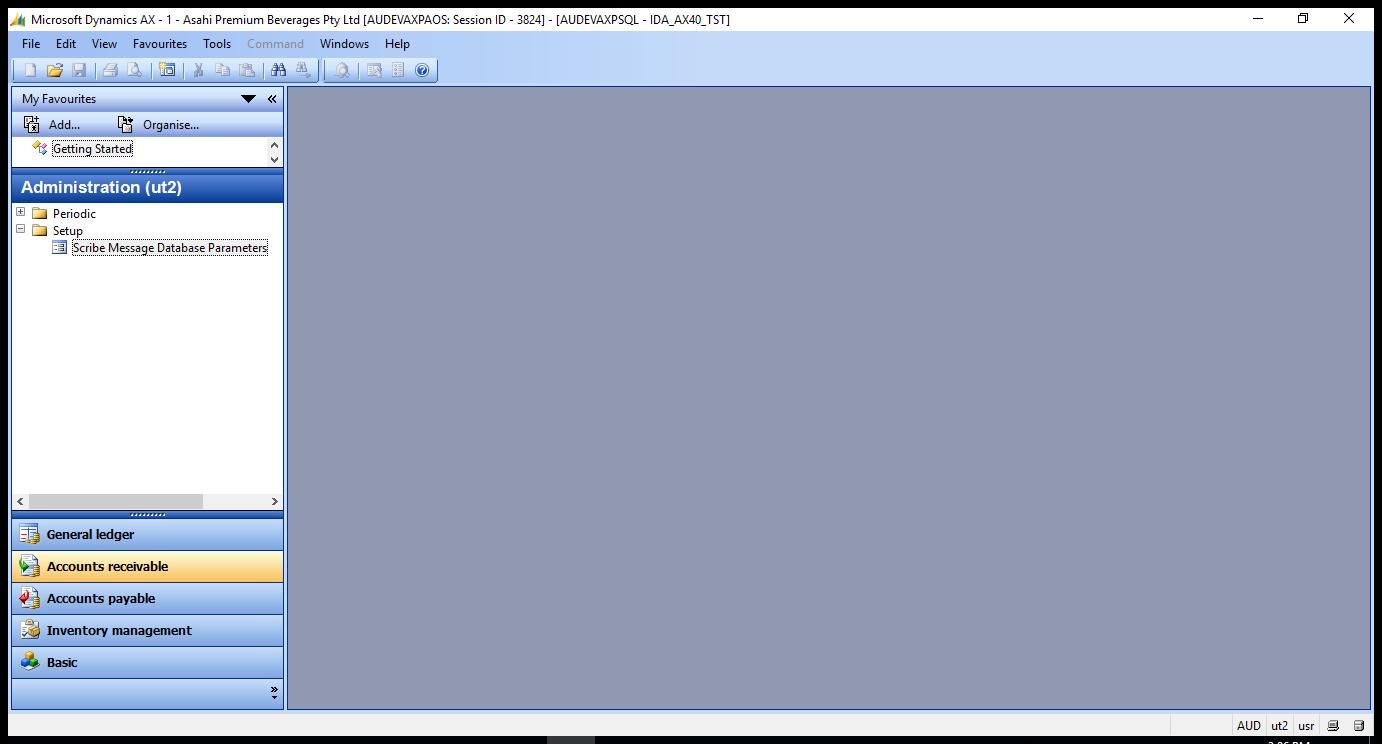 Microsoft Dynamics AX - 1 - Asahi Premium Beverages Pty Ltd [AUDEVAXPAOS: Session ID - 3824] - [AUDEVAXPSQL - IDA_AX40_TST]
File Edit View Favourites Tools Command Windows Help
My Favourites
Add... Organise...
Getting Started
Administration (ut2)
Periodic
Setup
Scribe Message Database Parameters
General ledger
Accounts receivable
Accounts payable
Inventory management
Basic
AUD ut2 usr